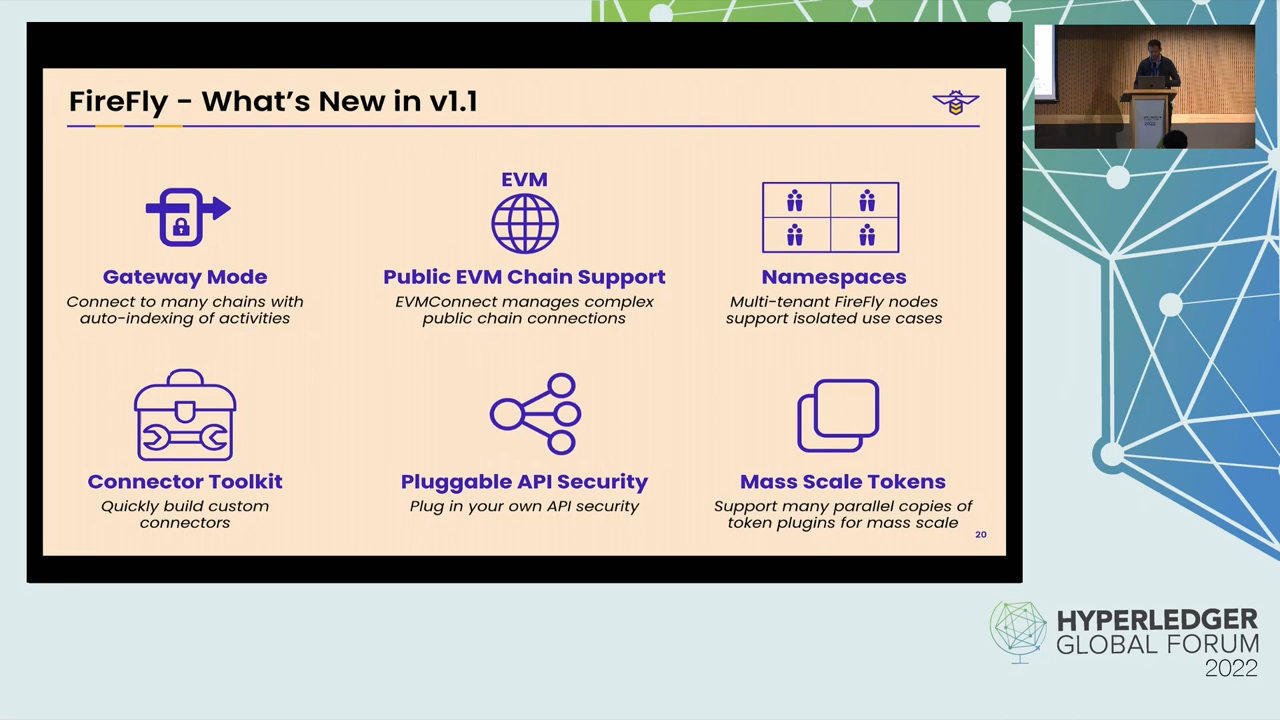 FireFly - What's New in v1.1
Gateway Mode
Connect to many chains with
auto-indexing of activities
EVM
Public EVM Chain Support
EVMConnect manages complex
public chain connections
Namespaces
Multi-tenant FireFly nodes
support isolated use cases
Connector Toolkit
Quickly build custom
connectors
Pluggable API Security
Plug in your own API security
Mass Scale Tokens
Support many parallel copies of
token plugins for mass scale
20
HYPERLEDGER
GLOBAL FORUM
2022